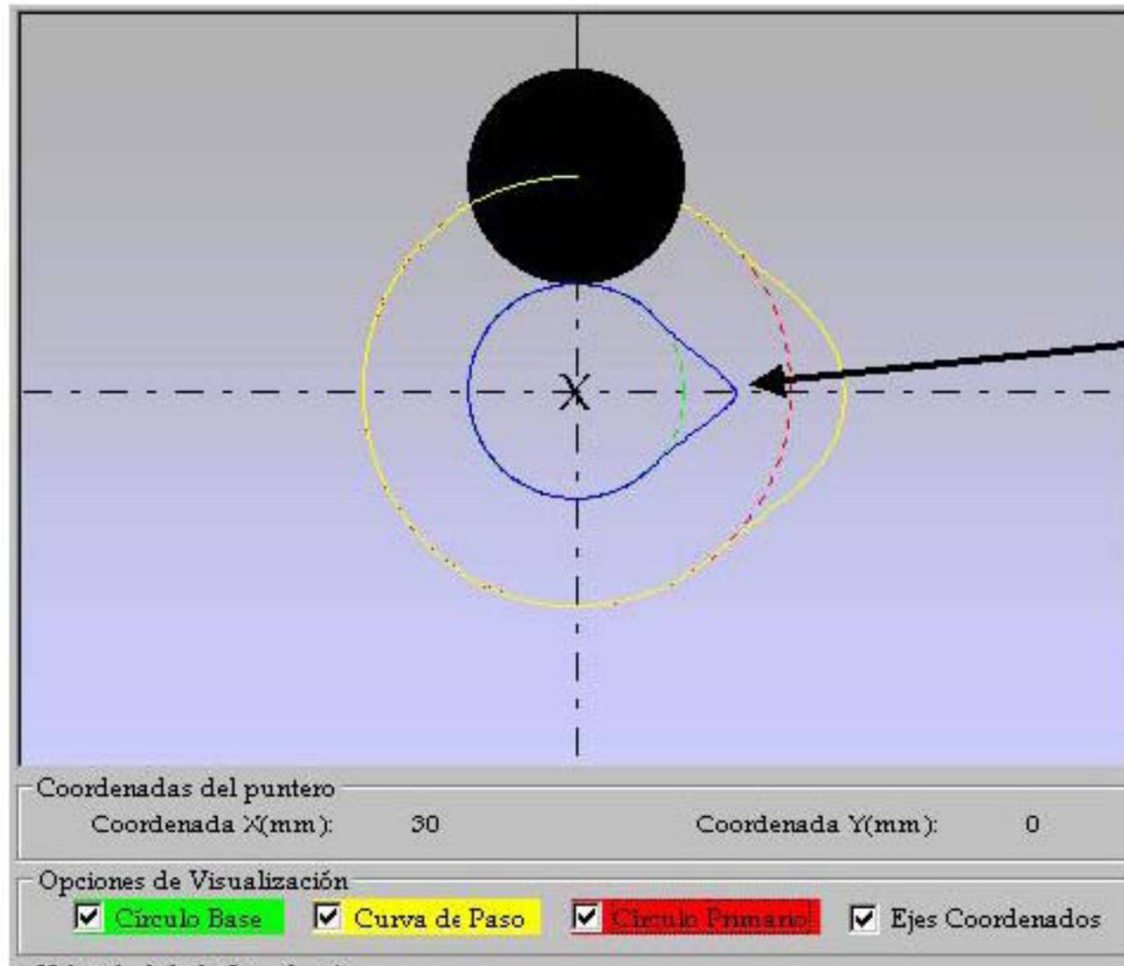 X
Coordenadas del puntero
Coordenada X(mm): 30 Coordenada Y(mm): 0
Opciones de Visualización
Círculo Base Curva de Paso Círculo Primario Ejes Coordenados